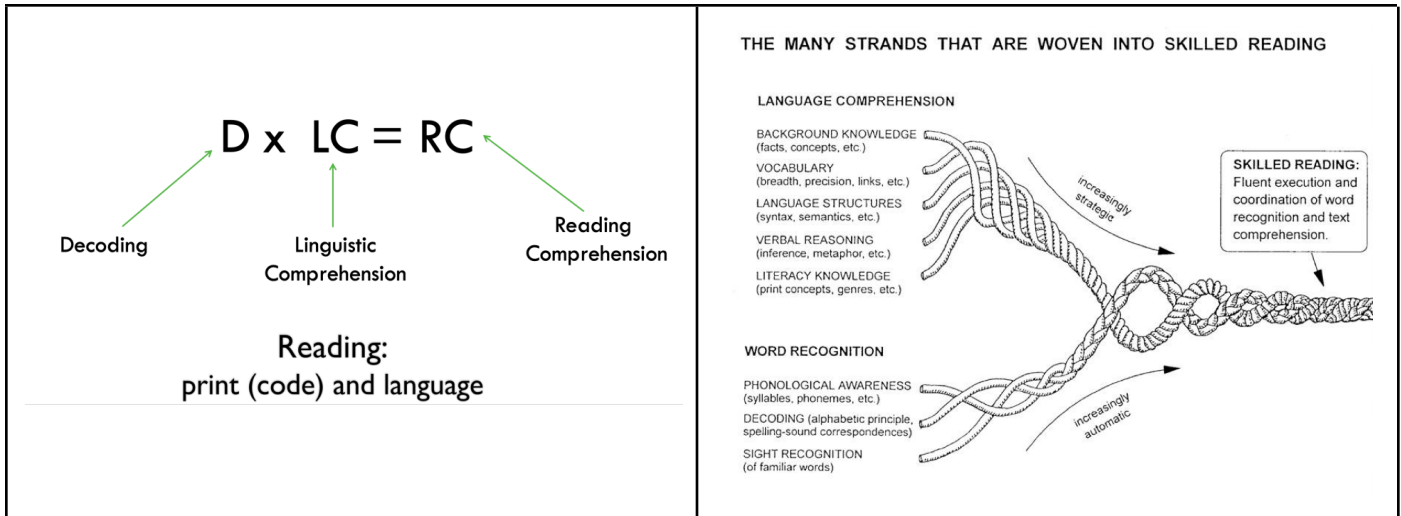 D x LC = RC
Decoding
Linguistic
Comprehension
Reading
Comprehension
Reading:
print (code) and language
THE MANY STRANDS THAT ARE WOVEN INTO SKILLED READING
LANGUAGE COMPREHENSION
BACKGROUND KNOWLEDGE
(facts, concepts, etc.)
VOCABULARY
(breadth, precision, links, etc.)
LANGUAGE STRUCTURES
(syntax, semantics, etc.)
VERBAL REASONING
(inference, metaphor, etc.)
LITERACY KNOWLEDGE
(print concepts, genres, etc.)
increasingly
strategic
SKILLED READING:
Fluent execution and
coordination of word
recognition and text
comprehension.
WORD RECOGNITION
PHONOLOGICAL AWARENESS
(syllables, phonemes, etc.)
DECODING (alphabetic principle,
spelling-sound correspondences)
SIGHT RECOGNITION
(of familiar words)
increasingly
automatic